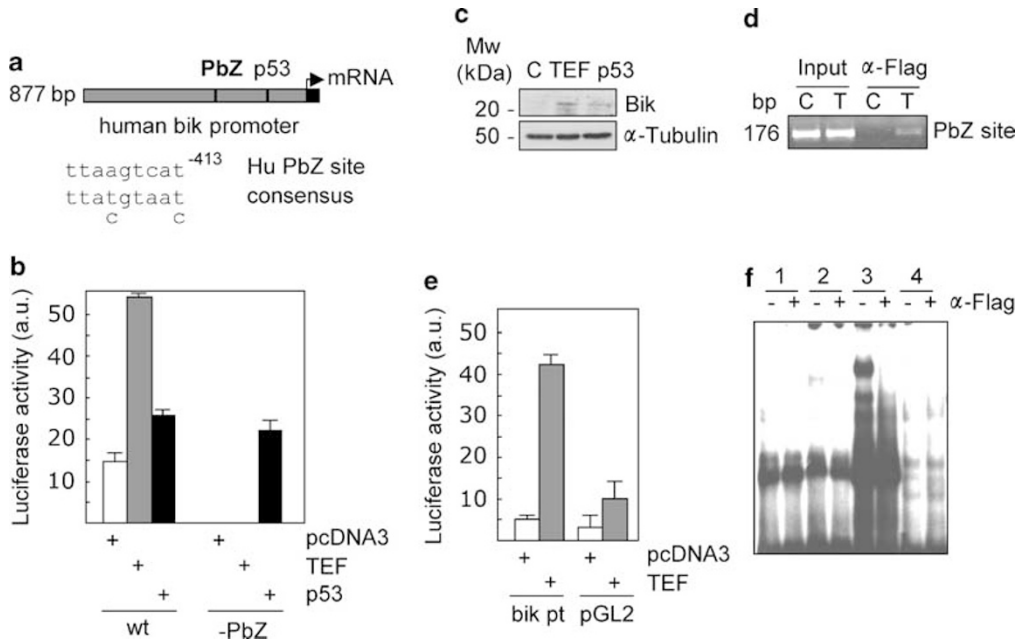 a
PbZ p53
mRNA
877 bp
human bik promoter
ttaagtcat-413 Hu PbZ site
ttatgtaat consensus
c c
b
Luciferase activity (a.u.)
50
40
30
20
10
+ + pcDNA3
+ + TEF
+ + p53
wt -PbZ
c
Mw
(kDa)
C TEF p53
20 - Bik
50 - α-Tubulin
d
Input α-Flag
bp C T C T
176 PbZ site
e
Luciferase activity (a.u.)
50
40
30
20
10
+ + pcDNA3
+ + TEF
bik pt pGL2
f
1 2 3 4
- + - + - + - + α-Flag